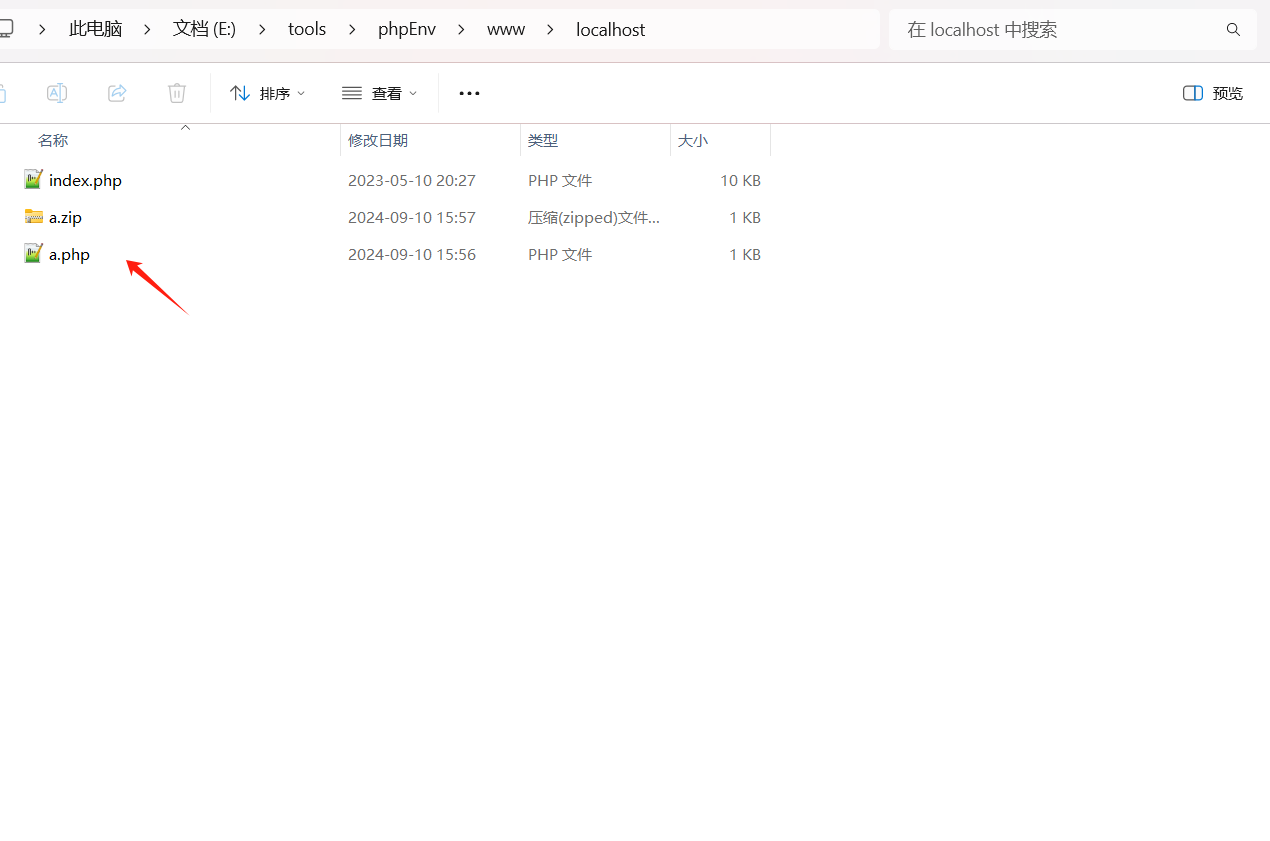 此电脑 文档 (E:) tools phpEnv www localhost 在 localhost 中搜索
排序 查看 预览
名称 修改日期 类型 大小
index.php 2023-05-10 20:27 PHP 文件 10 KB
a.zip 2024-09-10 15:57 压缩(zipped)文件... 1 KB
a.php 2024-09-10 15:56 PHP 文件 1 KB